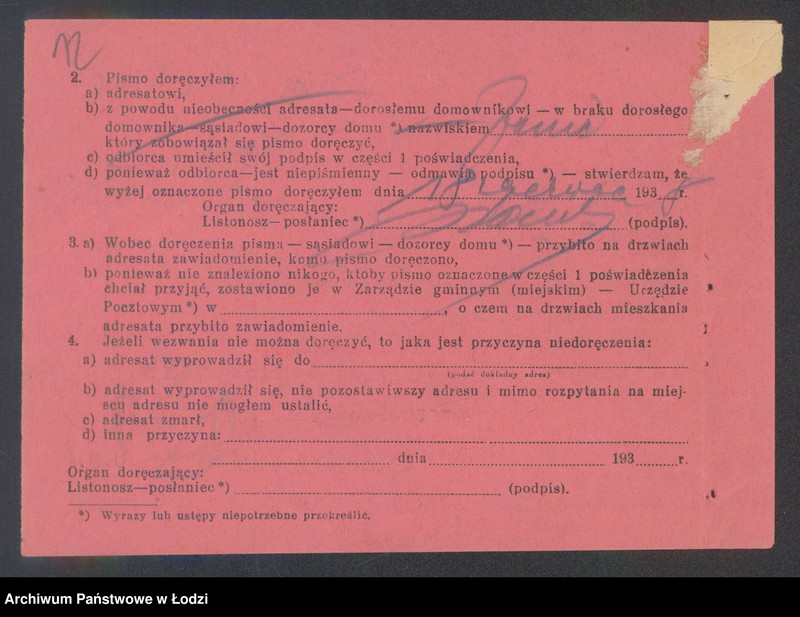 2. Pismo doręczyłem:
a) adresatowi,
b) z powodu nieobecności adresata—dorosłemu domownikowi — w braku dorosłego
domownika—sąsiadowi—dozorcy domu *) nazwiskiem
który zobowiązał się pismo doręczyć,
c) odbiorca umieścił swój podpis w części 1 poświadczenia,
d) ponieważ odbiorca—jest niepiśmienny — odmawia podpisu *) — stwierdzam, że
wyżej oznaczone pismo doręczyłem dnia 18 czerwca 1938 r.
Organ doręczający:
Listonosz—posłaniec *) (podpis).
3. a) Wobec doręczenia pisma — sąsiadowi — dozorcy domu *) — przybito na drzwiach
adresata zawiadomienie, komu pismo doręczono,
b) ponieważ nie znaleziono nikogo, ktoby pismo oznaczone w części 1 poświadczenia
chciał przyjąć, zostawiono je w Zarządzie gminnym (miejskim) — Urzędzie
Pocztowym *) w , o czem na drzwiach mieszkania
adresata przybito zawiadomienie.
4. Jeżeli wezwania nie można doręczyć, to jaka jest przyczyna niedoręczenia:
a) adresat wyprowadził się do
(podać dokładny adres)
b) adresat wyprowadził się, nie pozostawiwszy adresu i mimo rozpytania na miej-
scu adresu nie mogłem ustalić,
c) adresat zmarł,
d) inna przyczyna:
dnia 193 r.
Organ doręczający:
Listonosz—posłaniec *) (podpis).
*) Wyrazy lub ustępy niepotrzebne przekreślić.
Archiwum Państwowe w Łodzi